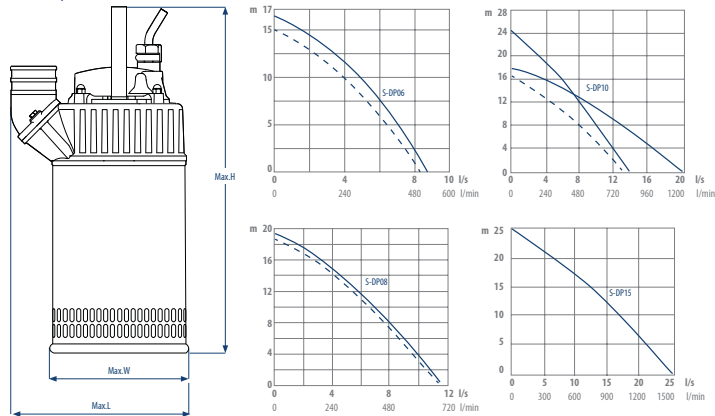 Max.H
Max.W
Max.L
m 17
15
10
5
0
S-DP06
0 4 8 10 l/s
0 240 480 600 l/min
m 28
24
20
16
12
8
4
0
S-DP10
0 4 8 12 16 20 l/s
0 240 480 720 960 1200 l/min
m 20
16
12
8
4
0
S-DP08
0 4 8 12 l/s
0 240 480 720 l/min
m 25
20
15
10
5
0
S-DP15
0 5 10 15 20 25 l/s
0 300 600 900 1200 1500 l/min